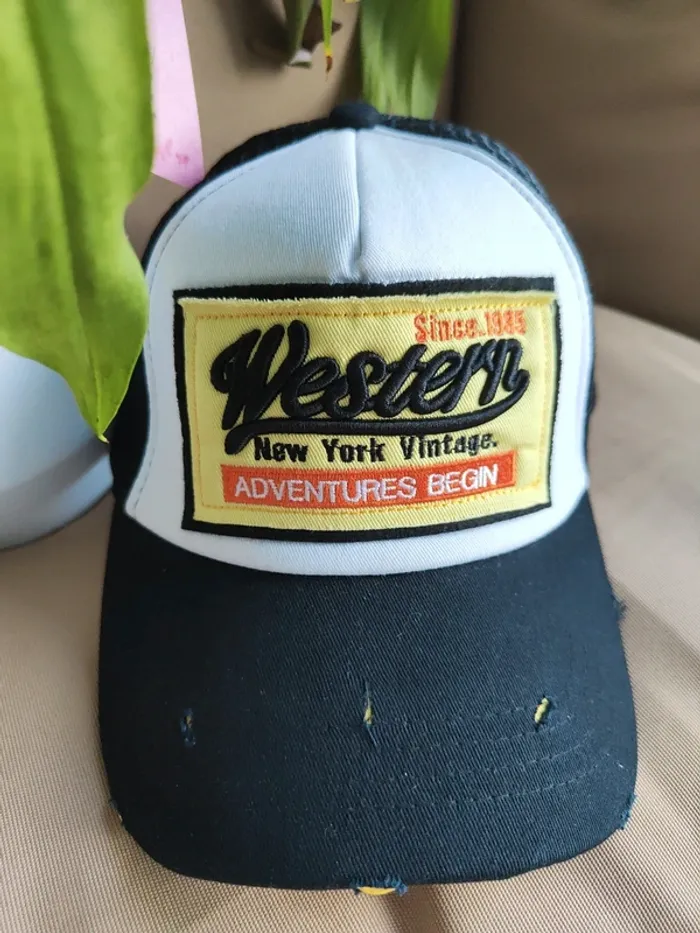 Since.1985
Western
New York Vintage.
ADVENTURES BEGIN